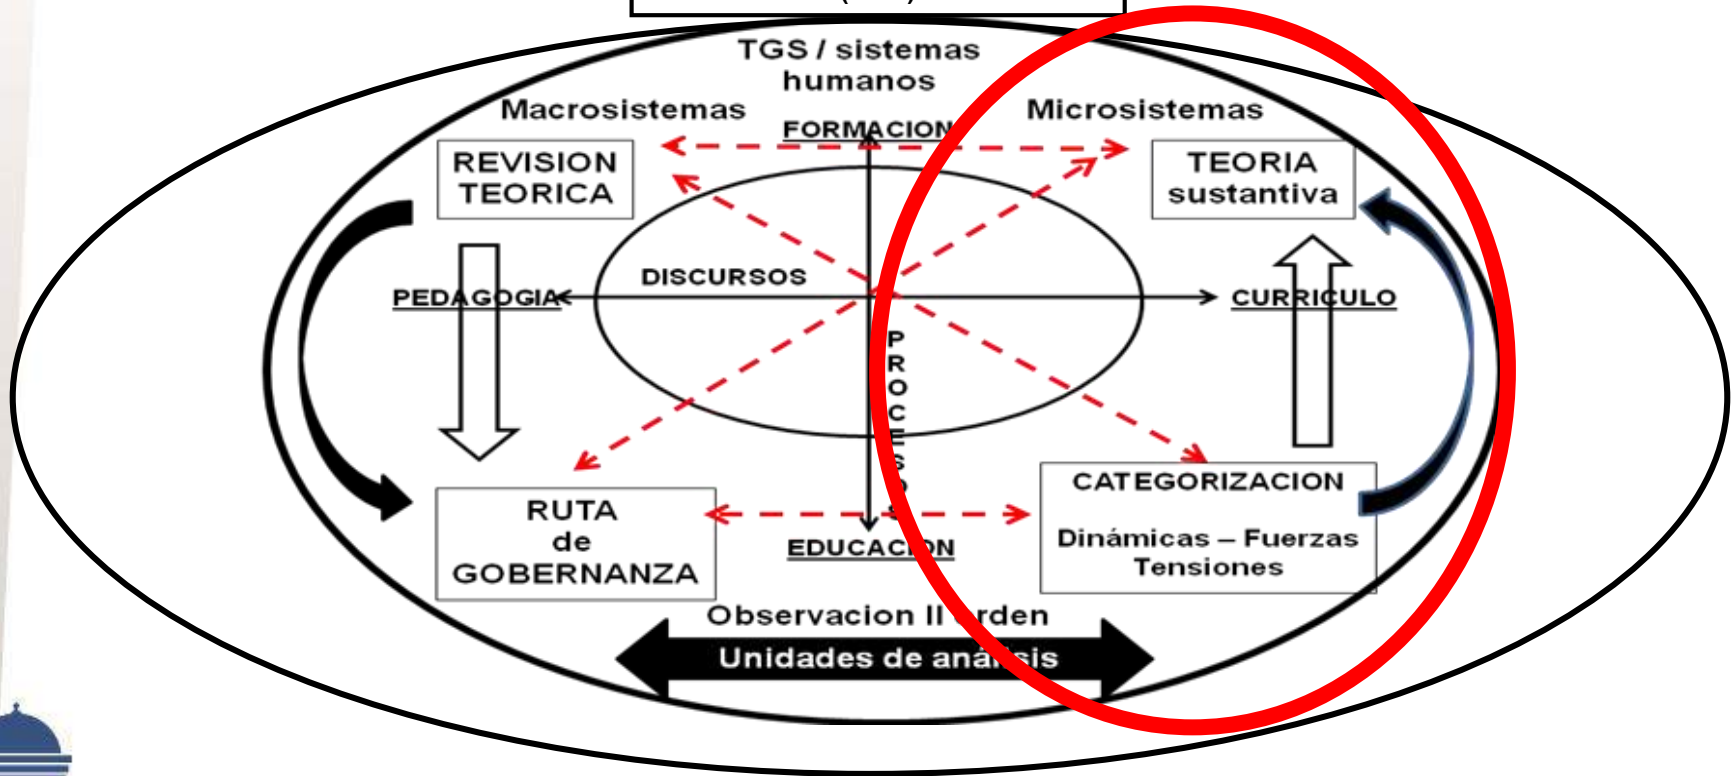 TGS / sistemas
humanos
Macrosistemas
Microsistemas
FORMACION
REVISION
TEORICA
TEORIA
sustantiva
DISCURSOS
PEDAGOGIA
CURRICULO
PROCESOS
RUTA
de
GOBERNANZA
CATEGORIZACION
Dinámicas – Fuerzas
Tensiones
EDUCACION
Observacion II orden
Unidades de análisis